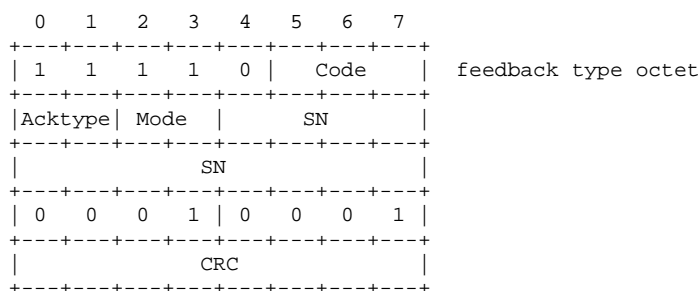 0   1   2   3   4   5   6   7
+---+---+---+---+---+---+---+---+
| 1   1   1   1   0 |   Code    |  feedback type octet
+---+---+---+---+---+---+---+---+
|Acktype| Mode  |      SN       |
+---+---+---+---+---+---+---+---+
|              SN               |
+---+---+---+---+---+---+---+---+
| 0   0   0   1 | 0   0   0   1 |
+---+---+---+---+---+---+---+---+
|              CRC              |
+---+---+---+---+---+---+---+---+